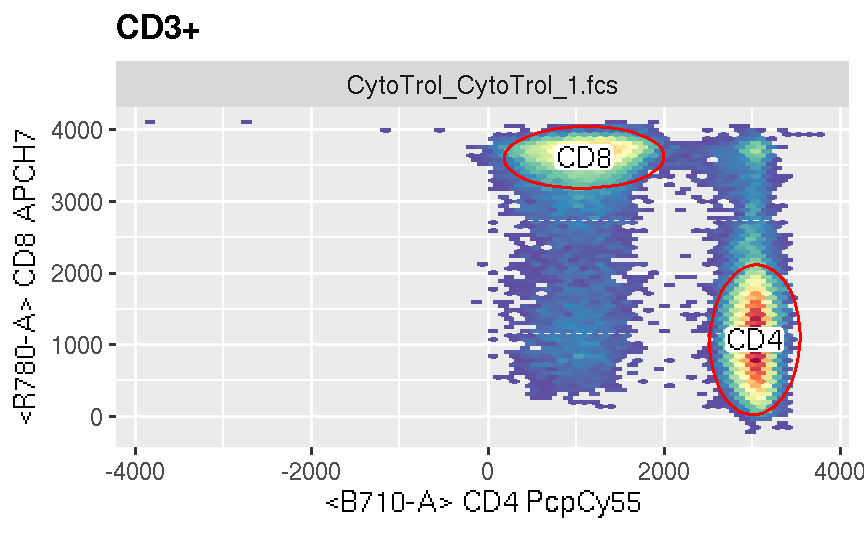 CD3+
CytoTrol_CytoTrol_1.fcs
<R780-A> CD8 APCH7
4000
3000
2000
1000
0
CD8
CD4
-4000
-2000
0
2000
4000
<B710-A> CD4 PcpCy55